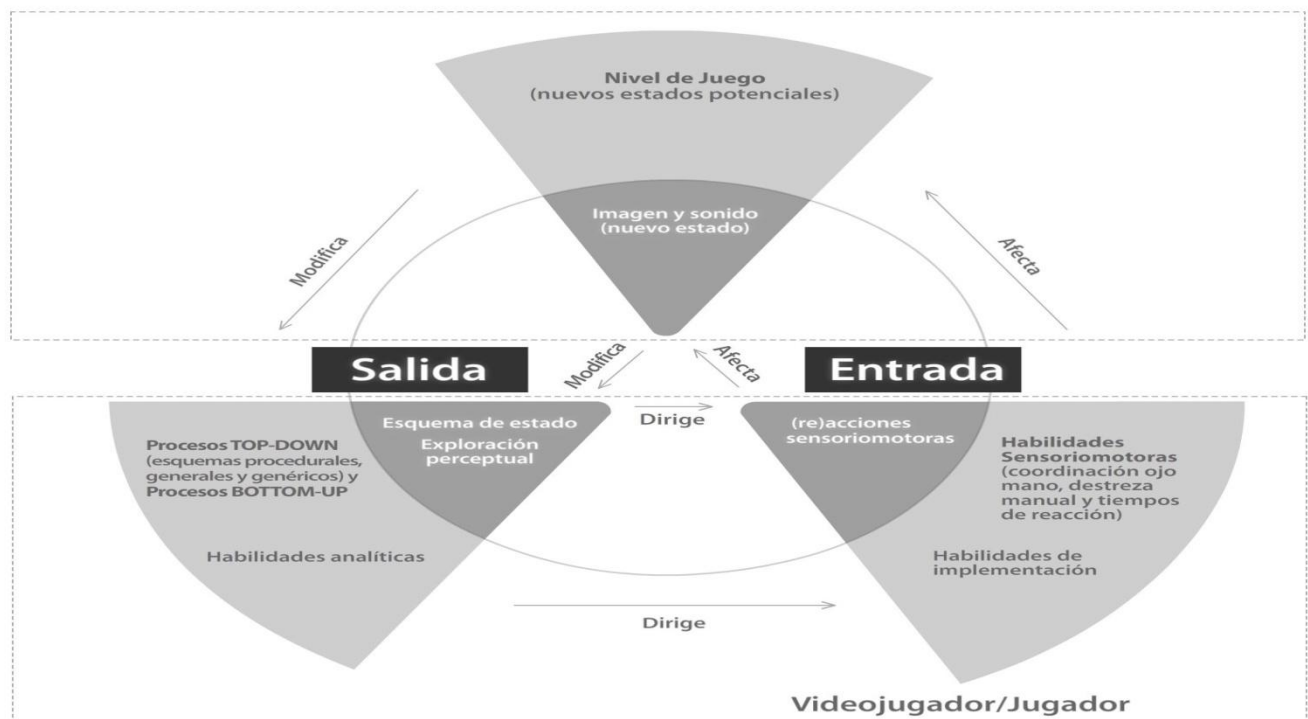 Nivel de Juego
(nuevos estados potenciales)
Imagen y sonido
(nuevo estado)
Modifica
Afecta
Modifica
Afecta
Salida
Entrada
Dirige
Esquema de estado
Exploración
perceptual
(re)acciones
sensoriomotoras
Procesos TOP-DOWN
(esquemas procedurales,
generales y genéricos) y
Procesos BOTTOM-UP
Habilidades analíticas
Habilidades
Sensoriomotoras
(coordinación ojo
mano, destreza
manual y tiempos
de reacción)
Habilidades de
implementación
Dirige
Videojugador/Jugador